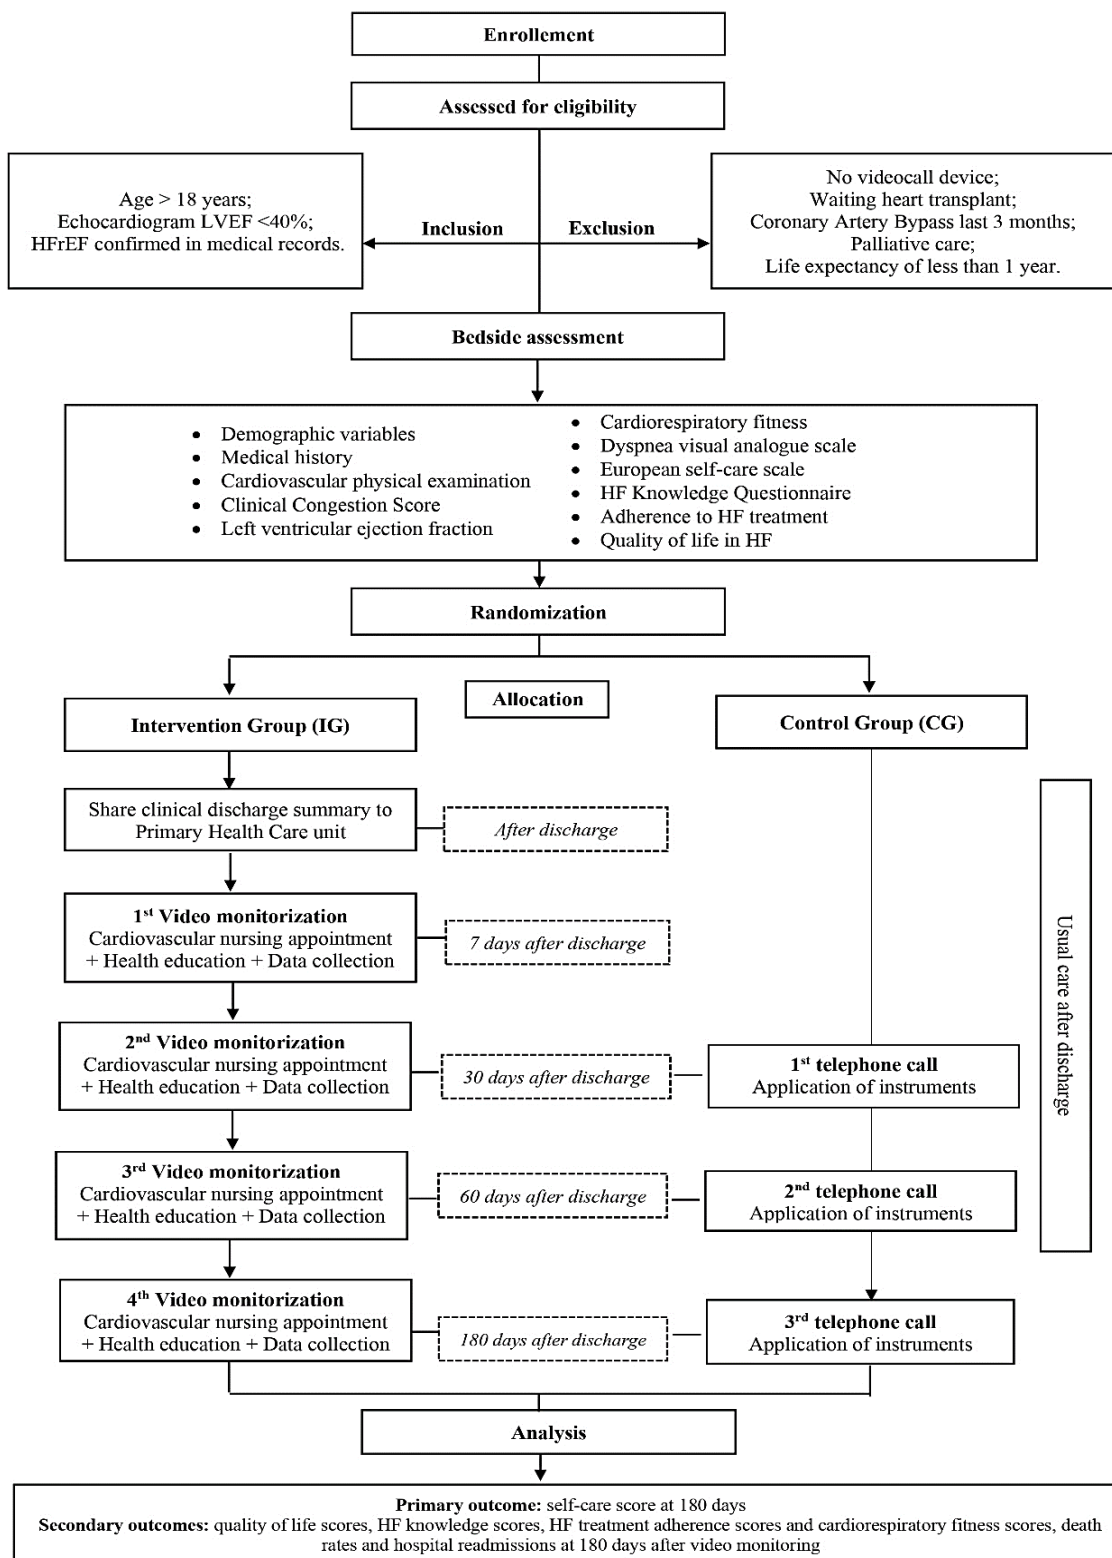 Enrollement
Assessed for eligibility
Age > 18 years;
Echocardiogram LVEF <40%;
HFrEF confirmed in medical records.
Inclusion
Exclusion
No videocall device;
Waiting heart transplant;
Coronary Artery Bypass last 3 months;
Palliative care;
Life expectancy of less than 1 year.
Bedside assessment
• Demographic variables
• Medical history
• Cardiovascular physical examination
• Clinical Congestion Score
• Left ventricular ejection fraction
• Cardiorespiratory fitness
• Dyspnea visual analogue scale
• European self-care scale
• HF Knowledge Questionnaire
• Adherence to HF treatment
• Quality of life in HF
Randomization
Allocation
Intervention Group (IG)
Control Group (CG)
Share clinical discharge summary to
Primary Health Care unit
After discharge
1st Video monitorization
Cardiovascular nursing appointment
+ Health education + Data collection
7 days after discharge
2nd Video monitorization
Cardiovascular nursing appointment
+ Health education + Data collection
30 days after discharge
1st telephone call
Application of instruments
3rd Video monitorization
Cardiovascular nursing appointment
+ Health education + Data collection
60 days after discharge
2nd telephone call
Application of instruments
4th Video monitorization
Cardiovascular nursing appointment
+ Health education + Data collection
180 days after discharge
3rd telephone call
Application of instruments
Usual care after discharge
Analysis
Primary outcome: self-care score at 180 days
Secondary outcomes: quality of life scores, HF knowledge scores, HF treatment adherence scores and cardiorespiratory fitness scores, death
rates and hospital readmissions at 180 days after video monitoring